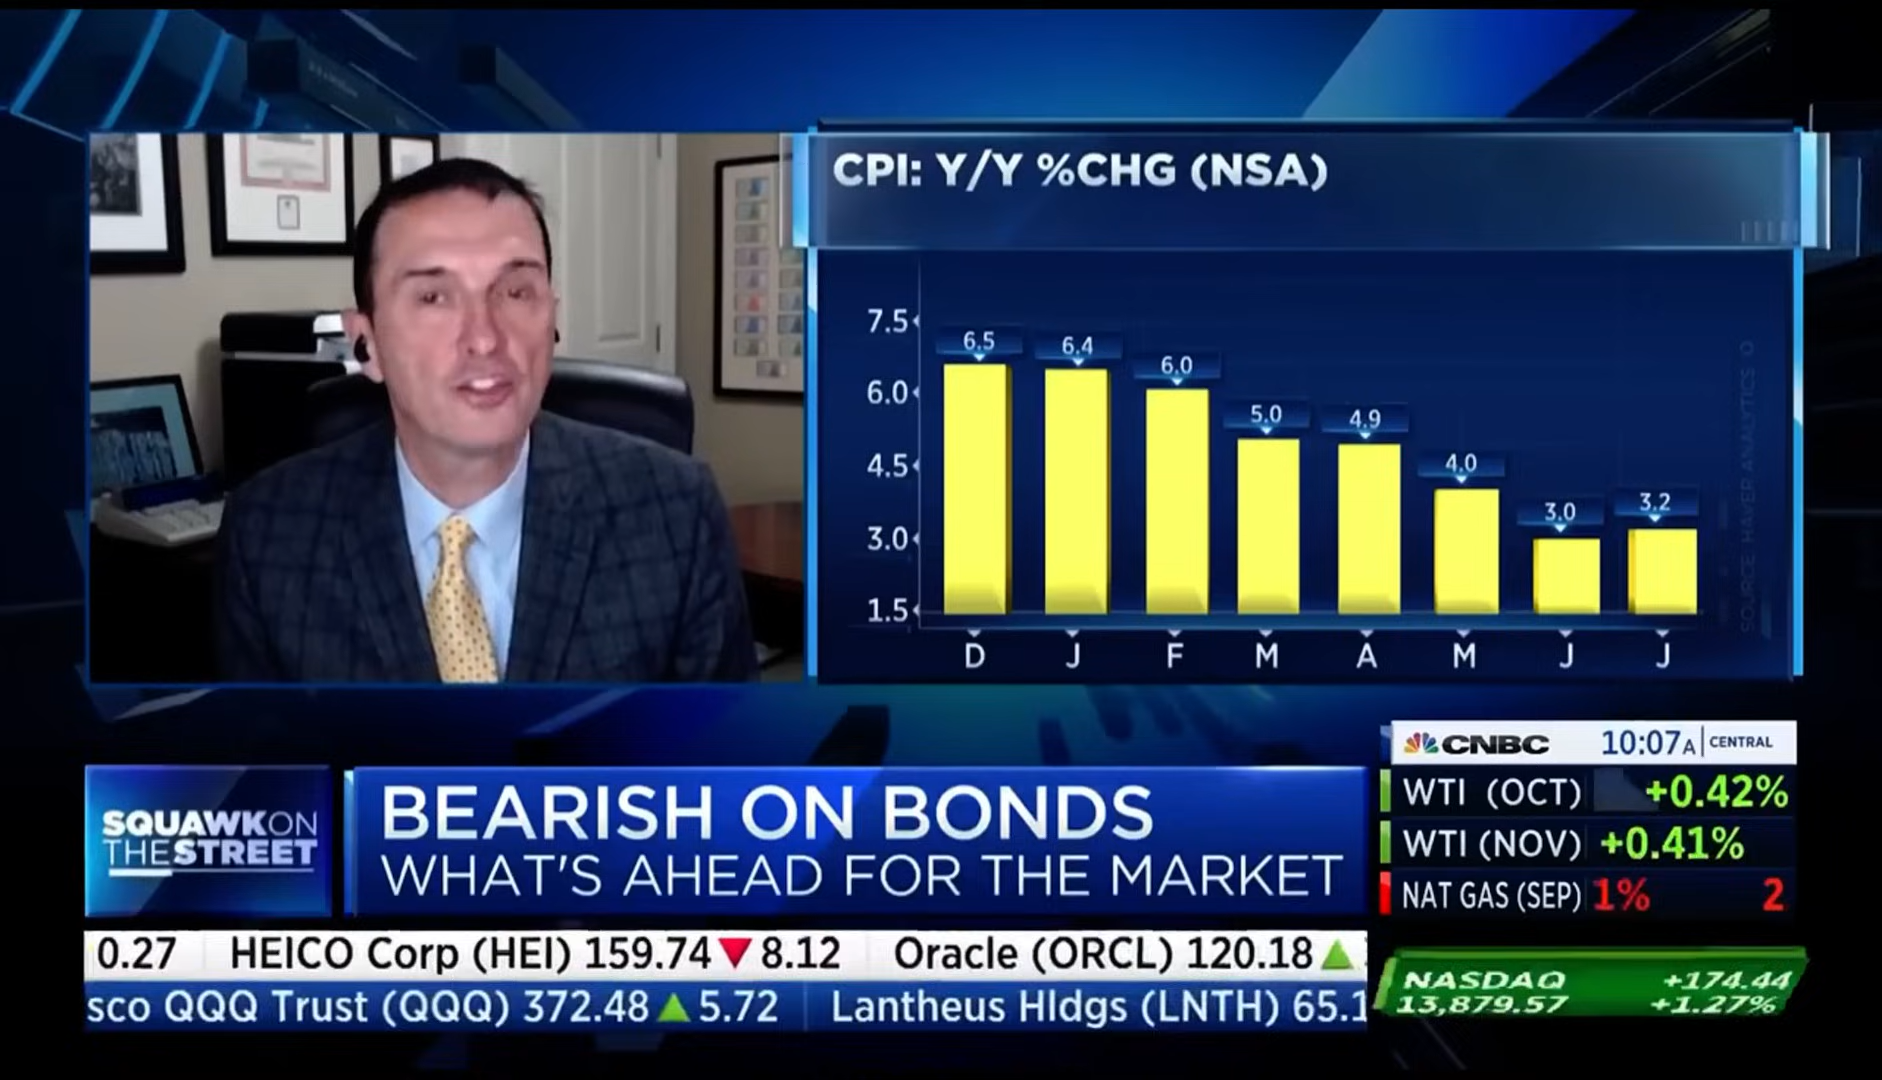 CPI: Y/Y %CHG (NSA)
7.5
6.0
4.5
3.0
1.5
6.5
6.4
6.0
5.0
4.9
4.0
3.0
3.2
D J F M A M J J
SOURCE: HAVER ANALYTICS
SQUAWK ON
THE STREET
BEARISH ON BONDS
WHAT'S AHEAD FOR THE MARKET
CNBC 10:07A CENTRAL
WTI (OCT) +0.42%
WTI (NOV) +0.41%
NAT GAS (SEP) 1% 2
0.27 HEICO Corp (HEI) 159.74 ▼ 8.12 Oracle (ORCL) 120.18 ▲
sco QQQ Trust (QQQ) 372.48 ▲ 5.72 Lantheus Hldgs (LNTH) 65.1
NASDAQ +174.44
13,879.57 +1.27%